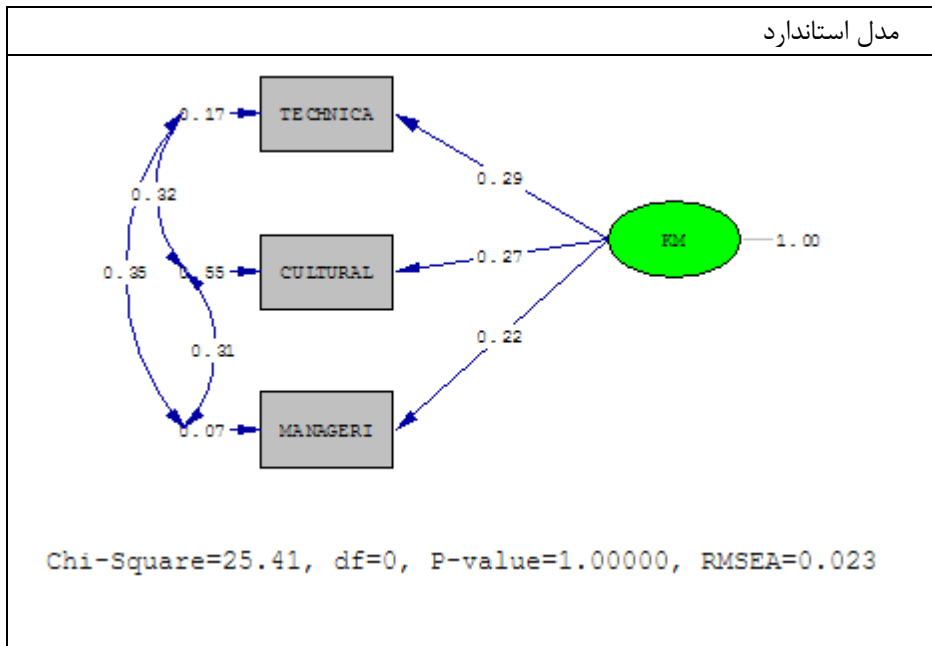 مدل استاندارد
0.17
TECHNICA
0.29
0.32
KM
1.00
0.27
0.35
0.55
CULTURAL
0.31
0.22
0.07
MANAGERI
Chi-Square=25.41, df=0, P-value=1.00000, RMSEA=0.023